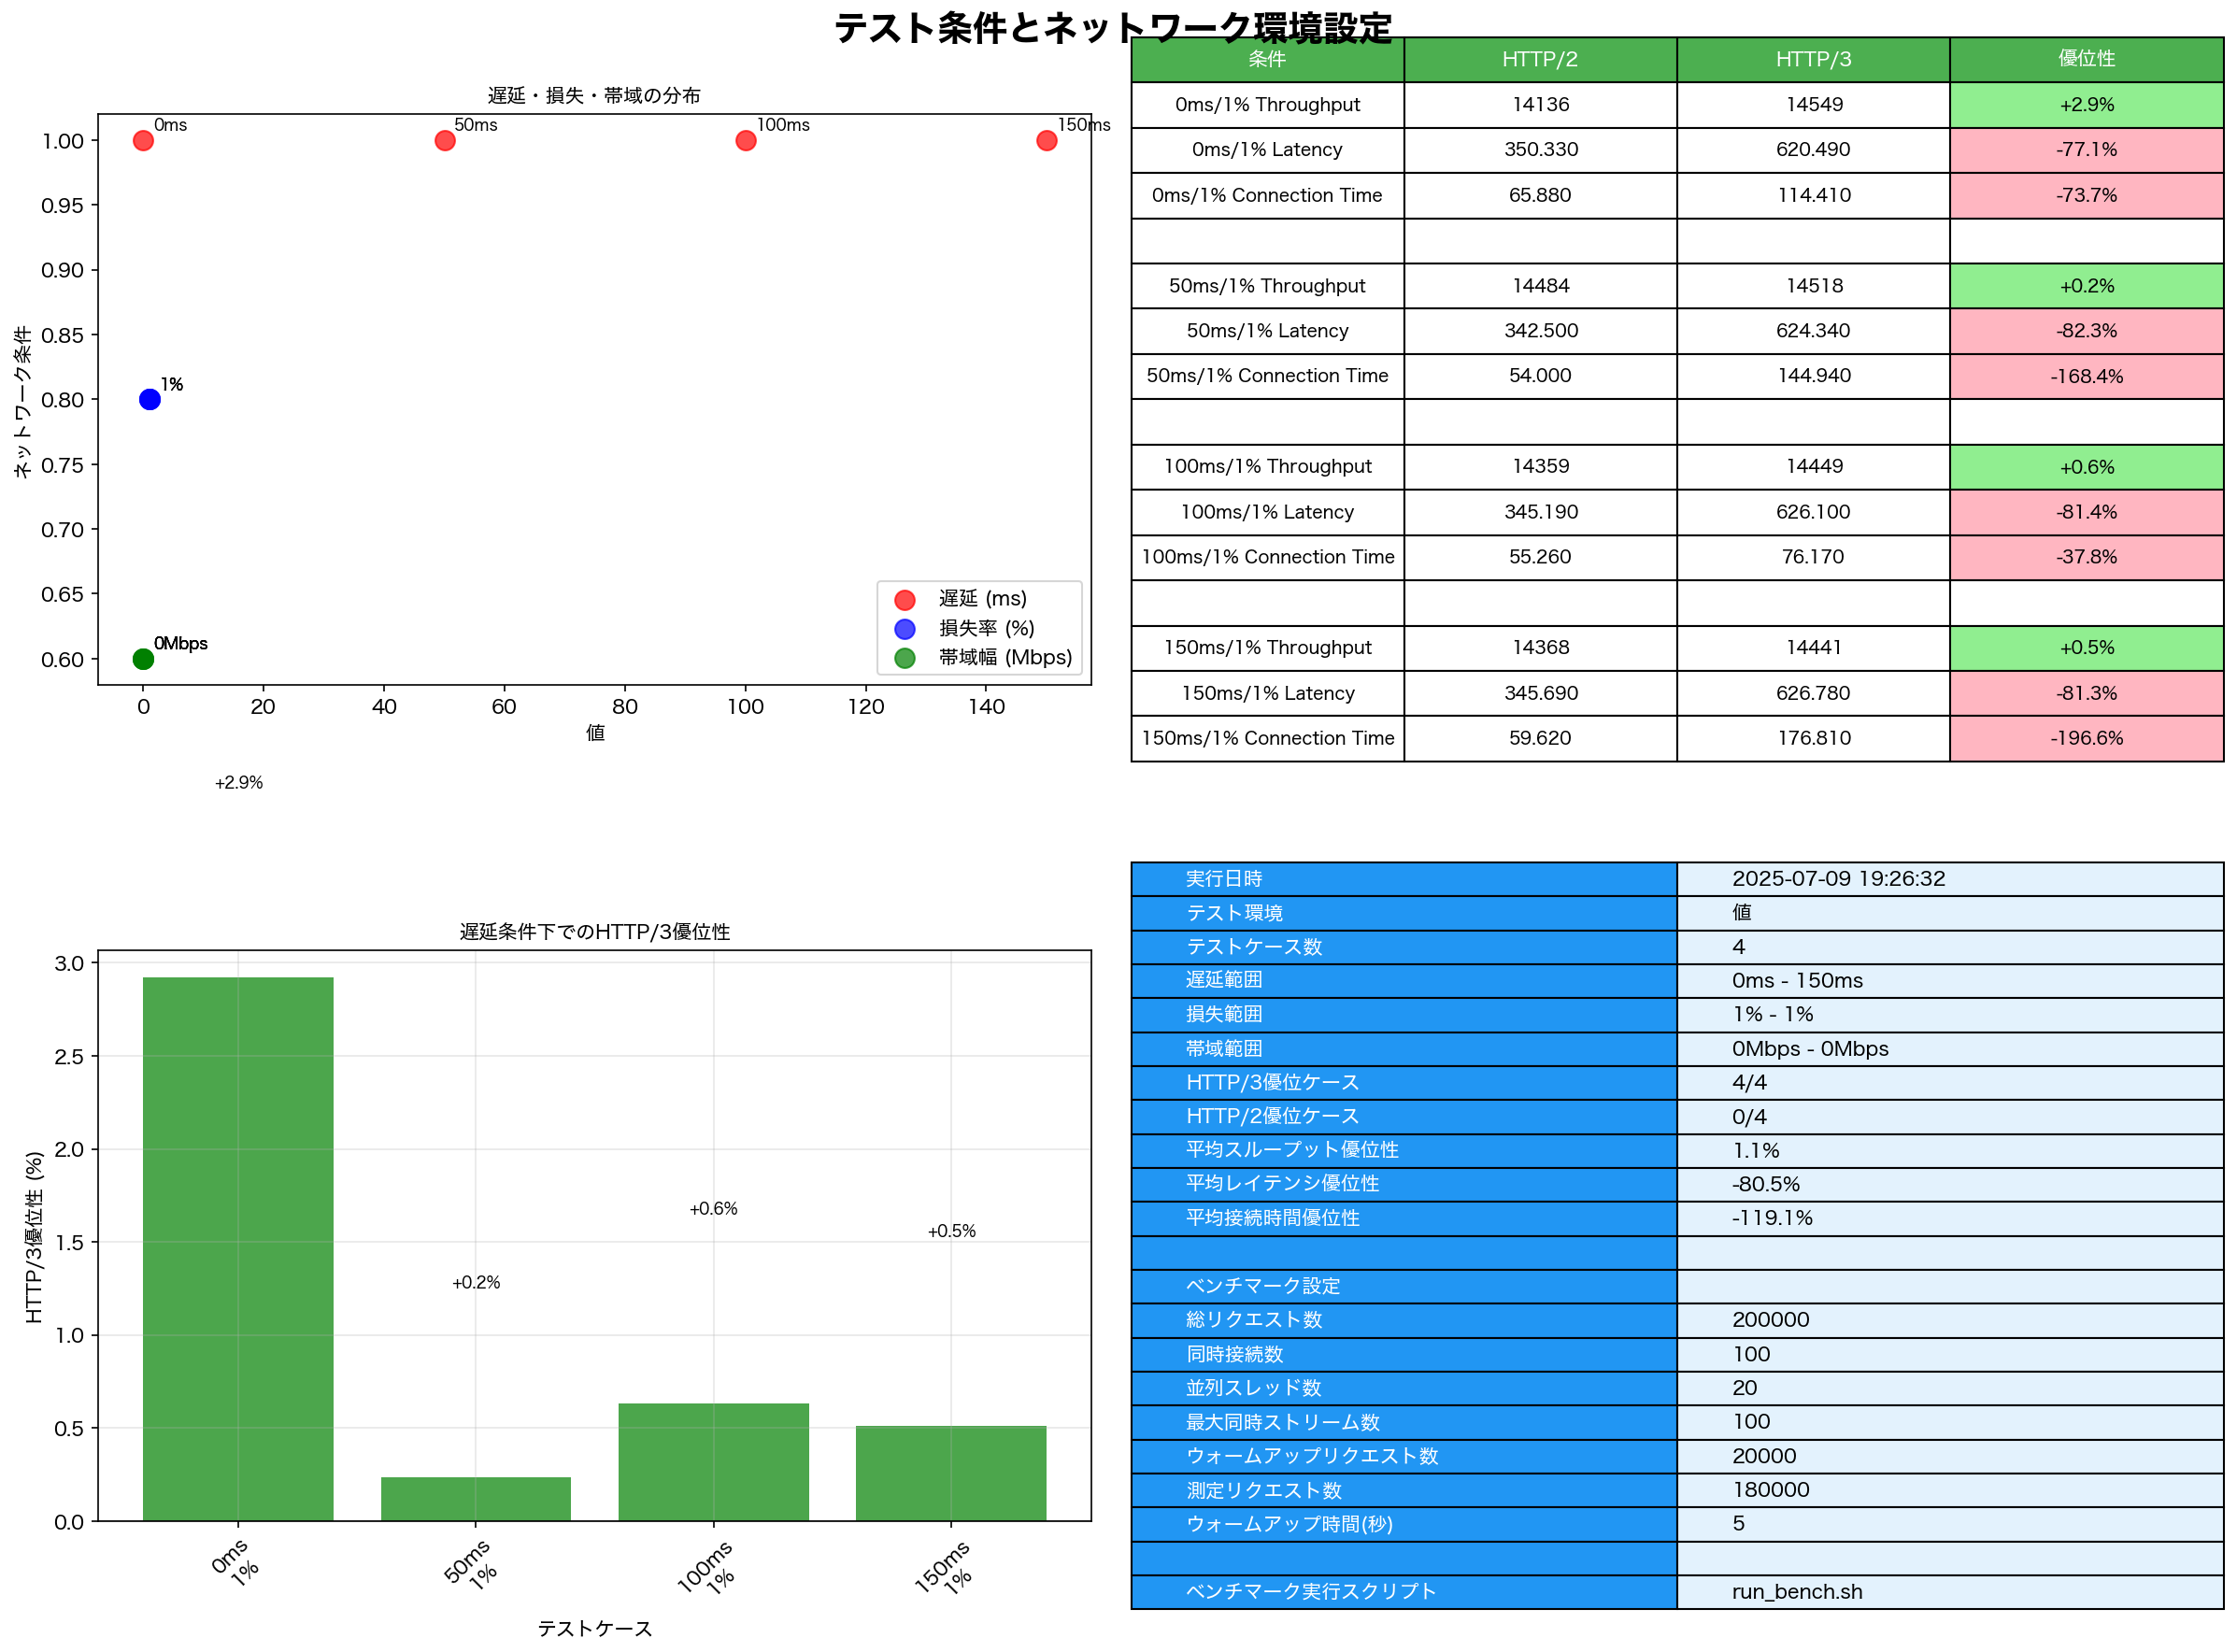 テスト条件とネットワーク環境設定
遅延・損失・帯域の分布
ネットワーク条件
1.00
0.95
0.90
0.85
0.80
0.75
0.70
0.65
0.60
0ms
50ms
100ms
150ms
1%
0Mbps
遅延 (ms)
損失率 (%)
帯域幅 (Mbps)
0 20 40 60 80 100 120 140
値
条件 HTTP/2 HTTP/3 優位性
0ms/1% Throughput 14136 14549 +2.9%
0ms/1% Latency 350.330 620.490 -77.1%
0ms/1% Connection Time 65.880 114.410 -73.7%
50ms/1% Throughput 14484 14518 +0.2%
50ms/1% Latency 342.500 624.340 -82.3%
50ms/1% Connection Time 54.000 144.940 -168.4%
100ms/1% Throughput 14359 14449 +0.6%
100ms/1% Latency 345.190 626.100 -81.4%
100ms/1% Connection Time 55.260 76.170 -37.8%
150ms/1% Throughput 14368 14441 +0.5%
150ms/1% Latency 345.690 626.780 -81.3%
150ms/1% Connection Time 59.620 176.810 -196.6%
+2.9%
遅延条件下でのHTTP/3優位性
HTTP/3優位性 (%)
3.0
2.5
2.0
1.5
1.0
0.5
0.0
+0.2%
+0.6%
+0.5%
0ms
1%
50ms
1%
100ms
1%
150ms
1%
テストケース
実行日時 2025-07-09 19:26:32
テスト環境 値
テストケース数 4
遅延範囲 0ms - 150ms
損失範囲 1% - 1%
帯域範囲 0Mbps - 0Mbps
HTTP/3優位ケース 4/4
HTTP/2優位ケース 0/4
平均スループット優位性 1.1%
平均レイテンシ優位性 -80.5%
平均接続時間優位性 -119.1%
ベンチマーク設定
総リクエスト数 200000
同時接続数 100
並列スレッド数 20
最大同時ストリーム数 100
ウォームアップリクエスト数 20000
測定リクエスト数 180000
ウォームアップ時間(秒) 5
ベンチマーク実行スクリプト run_bench.sh